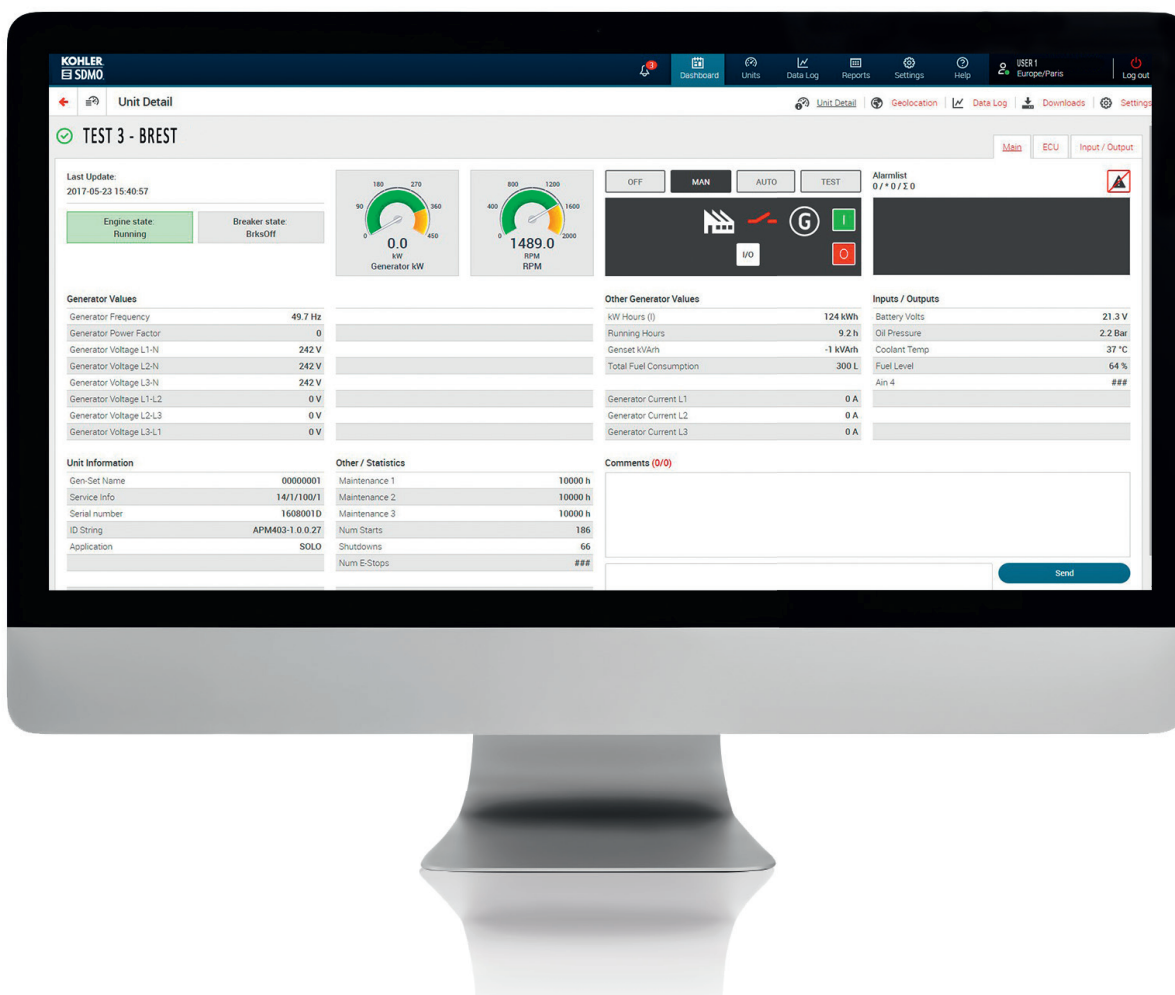 KOHLER
SDMO
3
Dashboard
Units
Data Log
Reports
Settings
Help
USER 1
Europe/Paris
Log out
Unit Detail
Unit Detail
Geolocation
Data Log
Downloads
Settings
TEST 3 - BREST
Main
ECU
Input / Output
Last Update:
2017-05-23 15:40:57
Engine state:
Running
Breaker state:
BrksOff
0 90 180 270 360 450
0.0
kW
Generator kW
0 400 800 1200 1600 2000
1489.0
RPM
RPM
OFF
MAN
AUTO
TEST
G
I
I/O
O
Alarmlist
0 / * 0 / Σ 0
Generator Values
Generator Frequency 49.7 Hz
Generator Power Factor 0
Generator Voltage L1-N 242 V
Generator Voltage L2-N 242 V
Generator Voltage L3-N 242 V
Generator Voltage L1-L2 0 V
Generator Voltage L2-L3 0 V
Generator Voltage L3-L1 0 V
Other Generator Values
kW Hours (I) 124 kWh
Running Hours 9.2 h
Genset kVArh -1 kVArh
Total Fuel Consumption 300 L
Generator Current L1 0 A
Generator Current L2 0 A
Generator Current L3 0 A
Inputs / Outputs
Battery Volts 21.3 V
Oil Pressure 2.2 Bar
Coolant Temp 37 °C
Fuel Level 64 %
Ain 4 ###
Unit Information
Gen-Set Name 00000001
Service Info 14/1/100/1
Serial number 1608001D
ID String APM403-1.0.0.27
Application SOLO
Other / Statistics
Maintenance 1 10000 h
Maintenance 2 10000 h
Maintenance 3 10000 h
Num Starts 186
Shutdowns 66
Num E-Stops ###
Comments (0/0)
Send